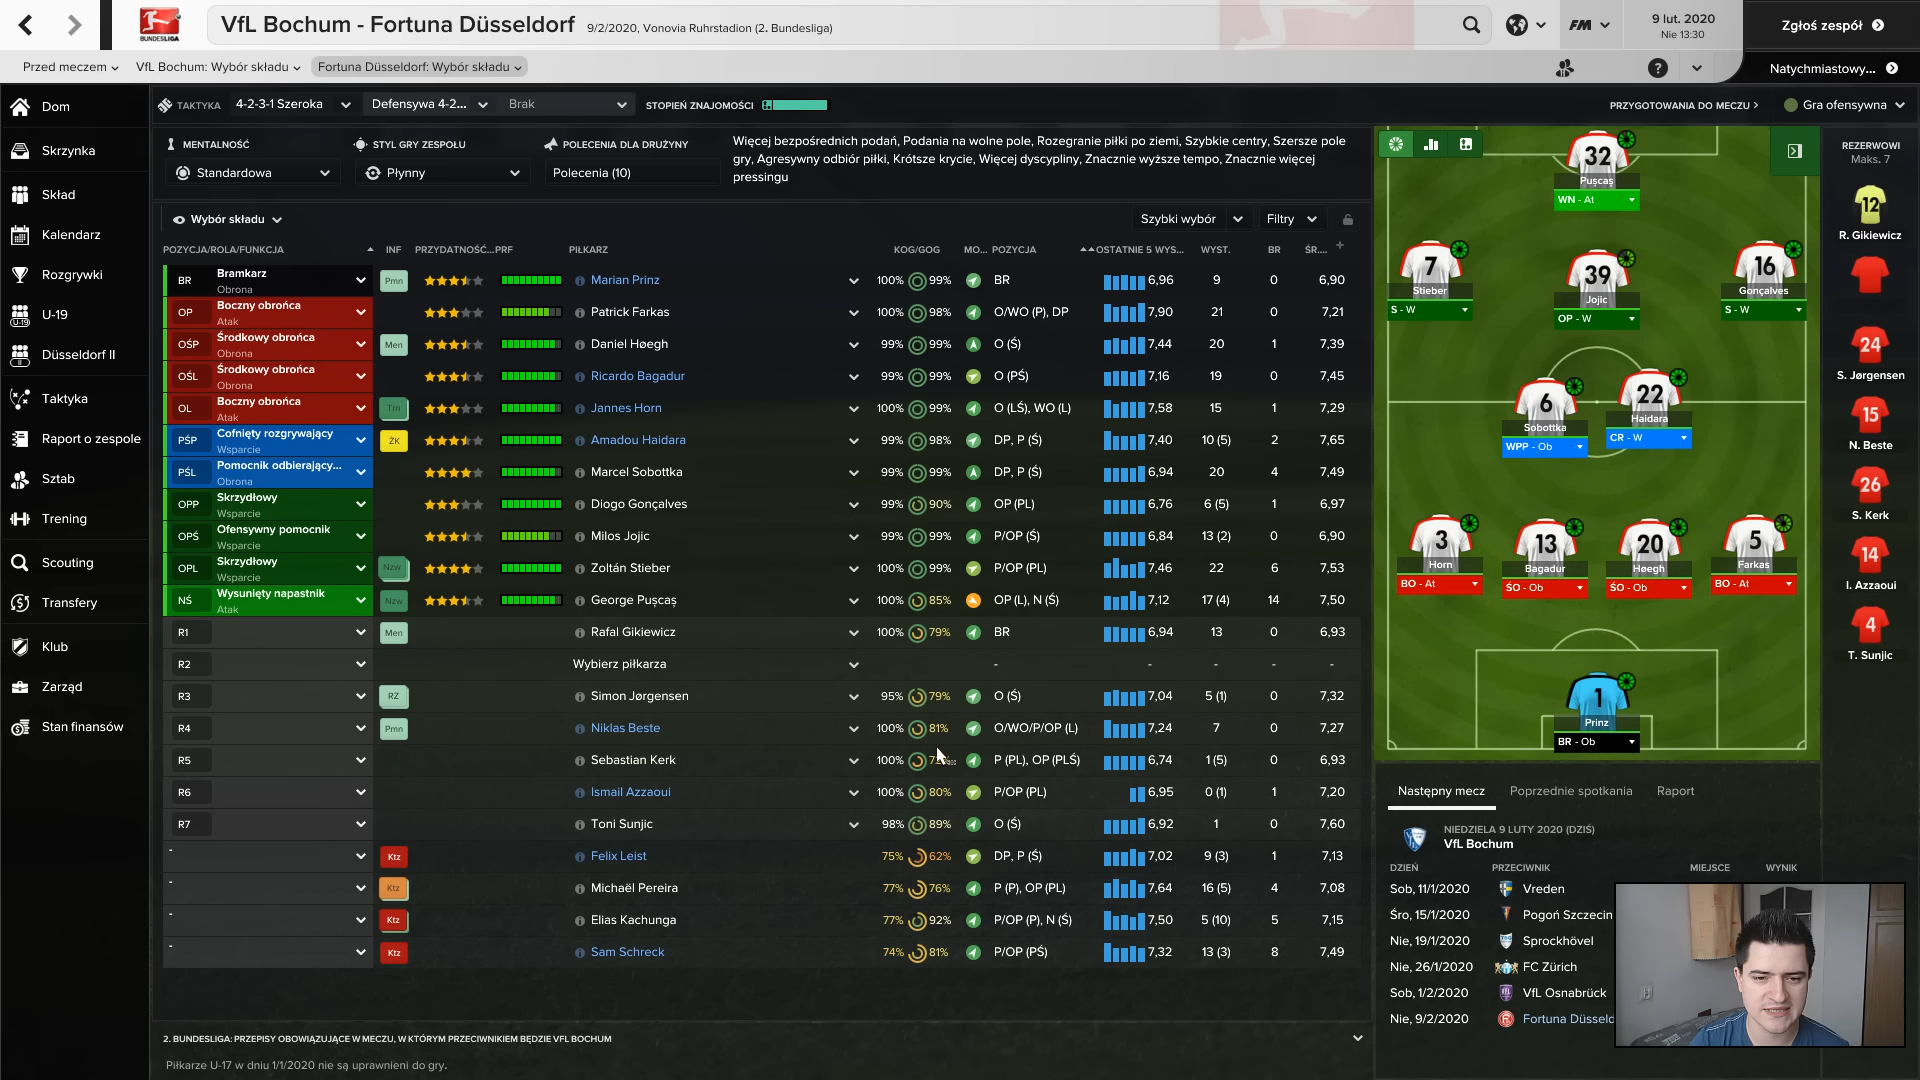 VfL Bochum - Fortuna Düsseldorf 9/2/2020, Vonovia Ruhrstadion (2. Bundesliga)
BUNDESLIGA
FM
9 lut. 2020
Nie 13:30
Zgłoś zespół
Przed meczem VfL Bochum: Wybór składu Fortuna Düsseldorf: Wybór składu
Natychmiastowy...
Dom
Skrzynka
Skład
Kalendarz
Rozgrywki
U-19
Düsseldorf II
Taktyka
Raport o zespole
Sztab
Trening
Scouting
Transfery
Klub
Zarząd
Stan finansów
TAKTYKA 4-2-3-1 Szeroka Defensywa 4-2... Brak STOPIEŃ ZNAJOMOŚCI PRZYGOTOWANIA DO MECZU Gra ofensywna
MENTALNOŚĆ STYL GRY ZESPOŁU POLECENIA DLA DRUŻYNY
Standardowa Płynny Polecenia (10)
Więcej bezpośrednich podań, Podania na wolne pole, Rozegranie piłki po ziemi, Szybkie centry, Szersze pole
gry, Agresywny odbiór piłki, Krótsze krycie, Więcej dyscypliny, Znacznie wyższe tempo, Znacznie więcej
pressingu
Wybór składu Szybki wybór Filtry
POZYCJA/ROLA/FUNKCJA INF PRZYDATNOŚĆ... PRF PIŁKARZ KOG/GOG MO... POZYCJA OSTATNIE 5 WYS... WYST. BR ŚR....
BR Bramkarz Obrona Pmn Marian Prinz 100% 99% BR 6,96 9 0 6,90
OP Boczny obrońca Atak Patrick Farkas 100% 98% O/WO (P), DP 7,90 21 0 7,21
OŚP Środkowy obrońca Obrona Men Daniel Høegh 99% 99% O (Ś) 7,44 20 1 7,39
OŚL Środkowy obrońca Obrona Ricardo Bagadur 99% 99% O (PŚ) 7,16 19 0 7,45
OL Boczny obrońca Atak Trn Jannes Horn 100% 99% O (LŚ), WO (L) 7,58 15 1 7,29
PŚP Cofnięty rozgrywający Wsparcie ŻK Amadou Haidara 99% 98% DP, P (Ś) 7,40 10 (5) 2 7,65
PŚL Pomocnik odbierający... Obrona Marcel Sobottka 99% 99% DP, P (Ś) 6,94 20 4 7,49
OPP Skrzydłowy Wsparcie Diogo Gonçalves 99% 90% OP (PL) 6,76 6 (5) 1 6,97
OPŚ Ofensywny pomocnik Wsparcie Milos Jojic 99% 99% P/OP (Ś) 6,84 13 (2) 0 6,90
OPL Skrzydłowy Wsparcie Nzw Zoltán Stieber 100% 99% P/OP (PL) 7,46 22 6 7,53
NŚ Wysunięty napastnik Atak Nzw George Pușcaș 100% 85% OP (L), N (Ś) 7,12 17 (4) 14 7,50
R1 Men Rafal Gikiewicz 100% 79% BR 6,94 13 0 6,93
R2 Wybierz piłkarza - - - - -
R3 RZ Simon Jørgensen 95% 79% O (Ś) 7,04 5 (1) 0 7,32
R4 Pmn Niklas Beste 100% 81% O/WO/P/OP (L) 7,24 7 0 7,27
R5 Sebastian Kerk 100% P (PL), OP (PLŚ) 6,74 1 (5) 0 6,93
R6 Ismail Azzaoui 100% 80% P/OP (PL) 6,95 0 (1) 1 7,20
R7 Toni Sunjic 98% 89% O (Ś) 6,92 1 0 7,60
- Ktz Felix Leist 75% 62% DP, P (Ś) 7,02 9 (3) 1 7,13
- Ktz Michaël Pereira 77% 76% P (P), OP (PL) 7,64 16 (5) 4 7,08
- Ktz Elias Kachunga 77% 92% P/OP (P), N (Ś) 7,50 5 (10) 5 7,15
- Ktz Sam Schreck 74% 81% P/OP (PŚ) 7,32 13 (3) 8 7,49
2. BUNDESLIGA: PRZEPISY OBOWIĄZUJĄCE W MECZU, W KTÓRYM PRZECIWNIKIEM BĘDZIE VFL BOCHUM
Piłkarze U-17 w dniu 1/1/2020 nie są uprawnieni do gry.
32
Pușcaș
WN - At
7 39 16
Stieber Jojic Gonçalves
S - W OP - W S - W
6 22
Sobottka Haidara
WPP - Ob CR - W
3 13 20 5
Horn Bagadur Høegh Farkas
BO - At ŚO - Ob ŚO - Ob BO - At
1
Prinz
BR - Ob
REZERWOWI
Maks. 7
12
R. Gikiewicz
24
S. Jørgensen
15
N. Beste
26
S. Kerk
14
I. Azzaoui
4
T. Sunjic
Następny mecz Poprzednie spotkania Raport
NIEDZIELA 9 LUTY 2020 (DZIŚ)
VfL Bochum
DZIEŃ PRZECIWNIK MIEJSCE WYNIK
Sob, 11/1/2020 Vreden
Śro, 15/1/2020 Pogoń Szczecin
Nie, 19/1/2020 Sprockhövel
Nie, 26/1/2020 FC Zürich
Sob, 1/2/2020 VfL Osnabrück
Nie, 9/2/2020 Fortuna Düsseld